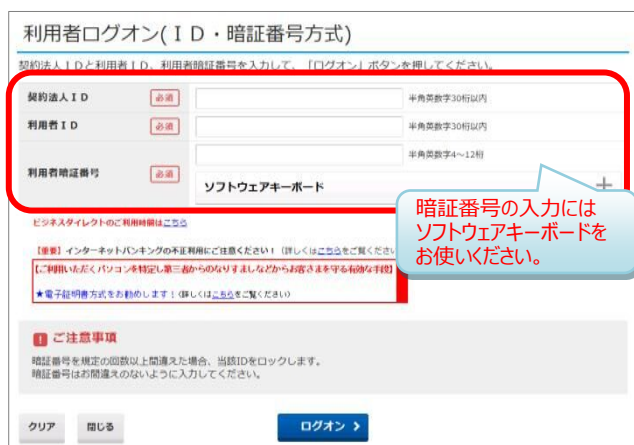 利用者ログオン(ＩＤ・暗証番号方式)
契約法人ＩＤと利用者ＩＤ、利用者暗証番号を入力して、「ログオン」ボタンを押してください。
契約法人ＩＤ 必須 半角英数字30桁以内
利用者ＩＤ 必須 半角英数字30桁以内
半角英数字4～12桁
利用者暗証番号 必須
ソフトウェアキーボード
暗証番号の入力には
ソフトウェアキーボードを
お使いください。
ビジネスダイレクトのご利用時間はこちら
【重要】インターネットバンキングの不正利用にご注意ください！（詳しくはこちらをご覧ください
【ご利用いただくパソコンを特定し第三者からのなりすましなどからお客さまを守る有効な手段】
★電子証明書方式をお勧めします！(詳しくはこちらをご覧ください)
ご注意事項
暗証番号を規定の回数以上間違えた場合、当該IDをロックします。
暗証番号はお間違えのないように入力してください。
クリア 閉じる ログオン